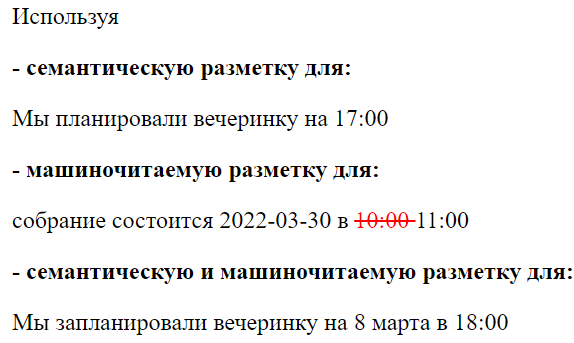 Используя
- семантическую разметку для:
Мы планировали вечеринку на 17:00
- машиночитаемую разметку для:
собрание состоится 2022-03-30 в 10:00 11:00
- семантическую и машиночитаемую разметку для:
Мы запланировали вечеринку на 8 марта в 18:00